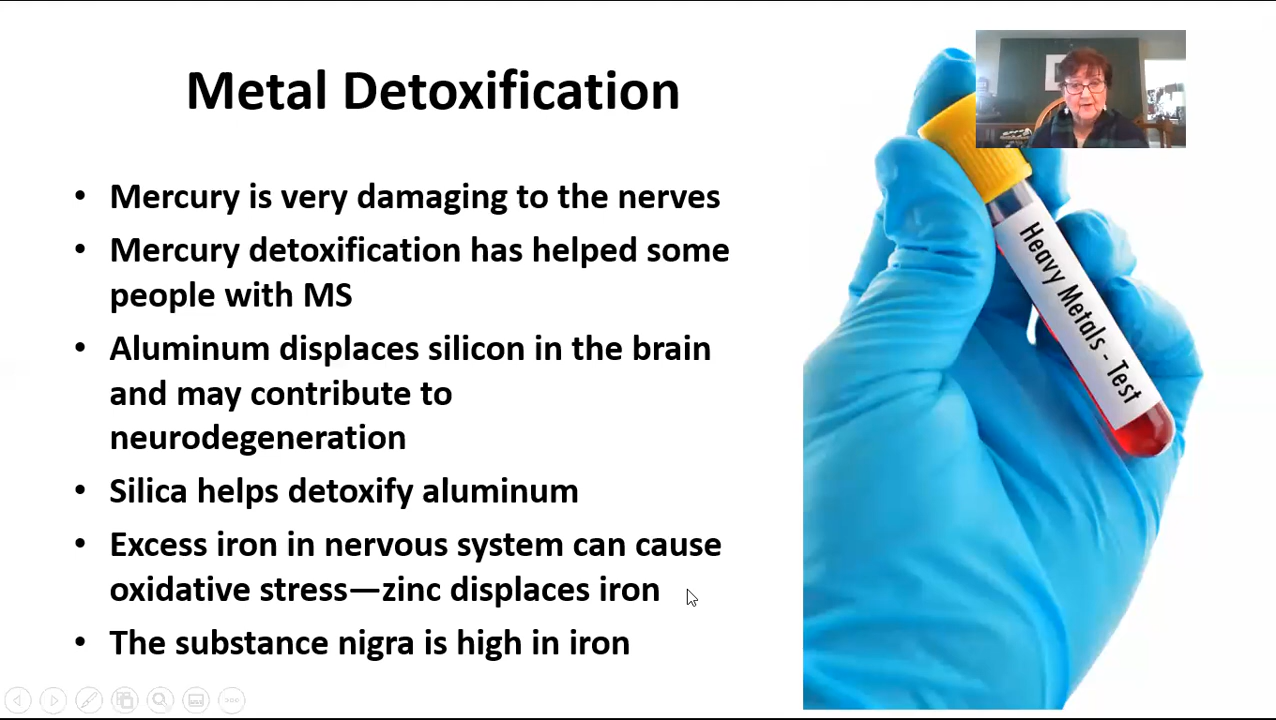 Metal Detoxification
• Mercury is very damaging to the nerves
• Mercury detoxification has helped some
people with MS
• Aluminum displaces silicon in the brain
and may contribute to
neurodegeneration
• Silica helps detoxify aluminum
• Excess iron in nervous system can cause
oxidative stress—zinc displaces iron
• The substance nigra is high in iron
Heavy Metals - Test